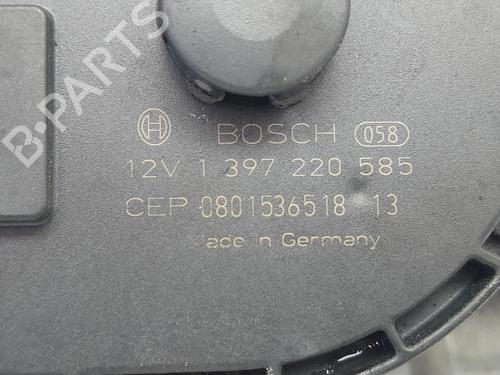 B-PARTS
BOSCH 058
12V 1 397 220 585
CEP 0801536518 13
Made in Germany